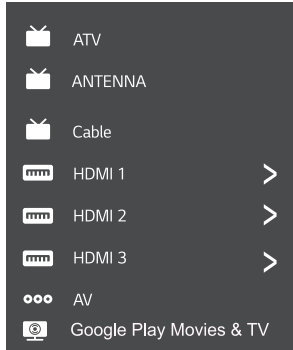 ATV
ANTENNA
Cable
HDMI 1
HDMI 2
HDMI 3
AV
Google Play Movies & TV